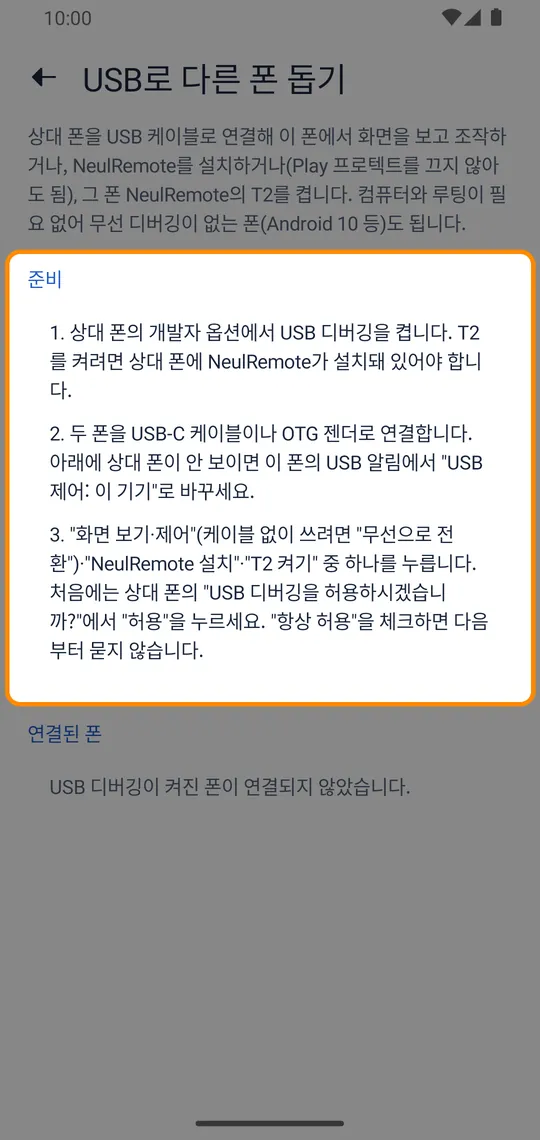 10:00
USB로 다른 폰 돕기
상대 폰을 USB 케이블로 연결해 이 폰에서 화면을 보고 조작하
거나, NeulRemote를 설치하거나(Play 프로텍트를 끄지 않아
도 됨), 그 폰 NeulRemote의 T2를 켭니다. 컴퓨터와 루팅이 필
요 없어 무선 디버깅이 없는 폰(Android 10 등)도 됩니다.
준비
1. 상대 폰의 개발자 옵션에서 USB 디버깅을 켭니다. T2
를 켜려면 상대 폰에 NeulRemote가 설치돼 있어야 합니
다.
2. 두 폰을 USB-C 케이블이나 OTG 젠더로 연결합니다.
아래에 상대 폰이 안 보이면 이 폰의 USB 알림에서 "USB
제어: 이 기기"로 바꾸세요.
3. "화면 보기·제어"(케이블 없이 쓰려면 "무선으로 전
환")·"NeulRemote 설치"·"T2 켜기" 중 하나를 누릅니다.
처음에는 상대 폰의 "USB 디버깅을 허용하시겠습니
까?"에서 "허용"을 누르세요. "항상 허용"을 체크하면 다음
부터 묻지 않습니다.
연결된 폰
USB 디버깅이 켜진 폰이 연결되지 않았습니다.